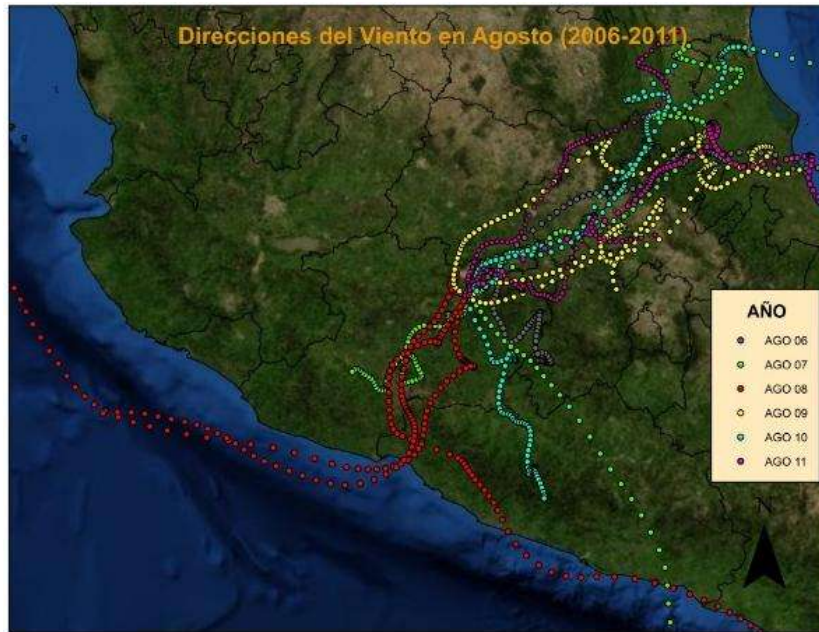 Direcciones del Viento en Agosto (2006-2011)
AÑO
AGO 06
AGO 07
AGO 08
AGO 09
AGO 10
AGO 11
N